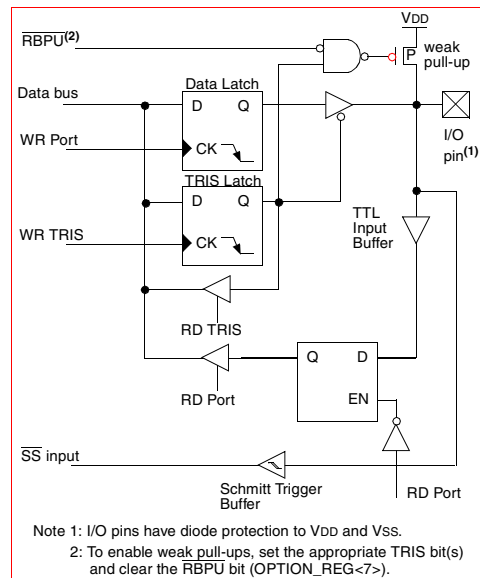 VDD
RBPU(2)
P
weak
pull-up
Data Latch
Data bus
D Q
WR Port
CK
I/O
pin(1)
TRIS Latch
D Q
TTL
Input
Buffer
WR TRIS
CK
RD TRIS
Q D
RD Port
EN
SS input
Schmitt Trigger
Buffer
RD Port
Note 1: I/O pins have diode protection to VDD and VSS.
2: To enable weak pull-ups, set the appropriate TRIS bit(s)
and clear the RBPU bit (OPTION_REG<7>).